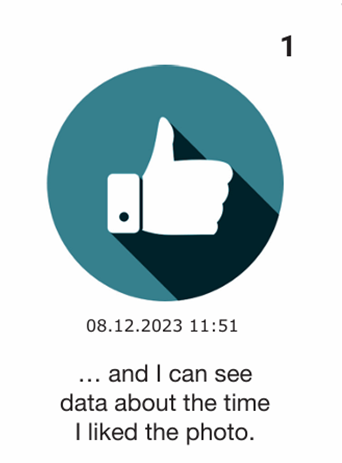 1
08.12.2023 11:51
... and I can see
data about the time
I liked the photo.